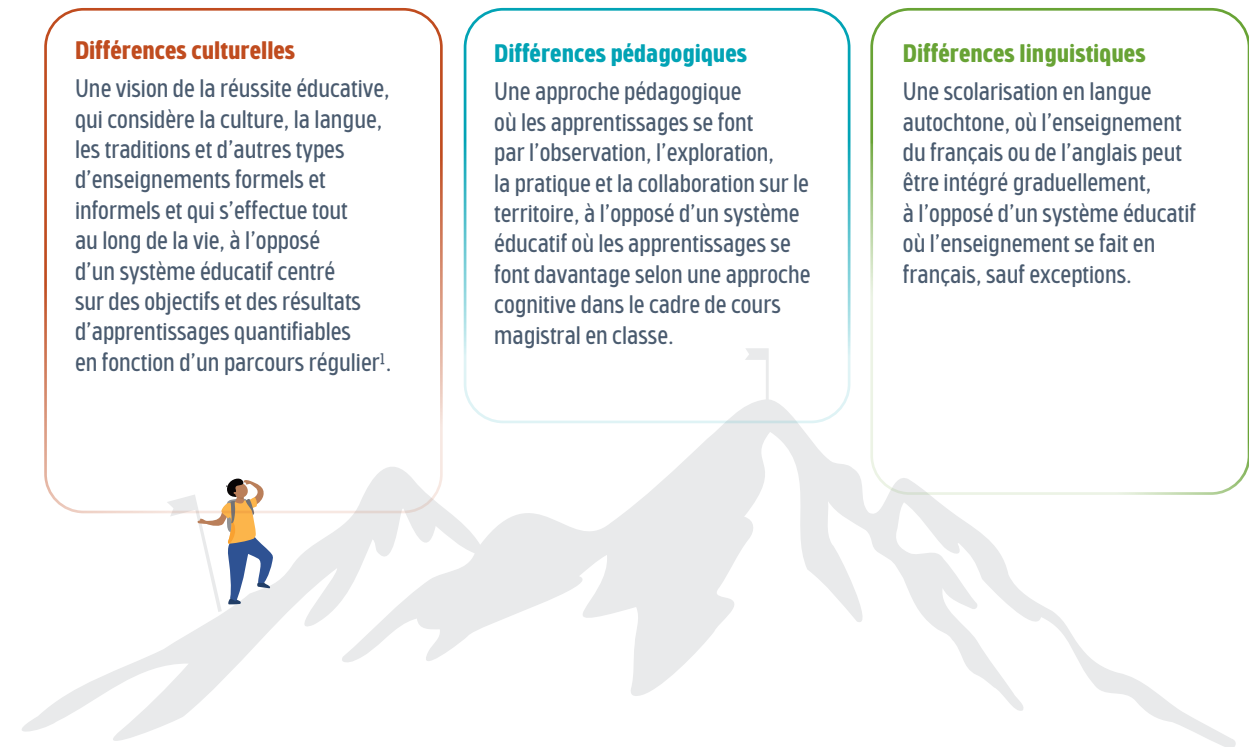 Différences culturelles
Une vision de la réussite éducative,
qui considère la culture, la langue,
les traditions et d'autres types
d'enseignements formels et
informels et qui s'effectue tout
au long de la vie, à l'opposé
d'un système éducatif centré
sur des objectifs et des résultats
d'apprentissages quantifiables
en fonction d'un parcours régulier¹.
Différences pédagogiques
Une approche pédagogique
où les apprentissages se font
par l'observation, l'exploration,
la pratique et la collaboration sur le
territoire, à l'opposé d'un système
éducatif où les apprentissages se
font davantage selon une approche
cognitive dans le cadre de cours
magistral en classe.
Différences linguistiques
Une scolarisation en langue
autochtone, où l'enseignement
du français ou de l'anglais peut
être intégré graduellement,
à l'opposé d'un système éducatif
où l'enseignement se fait en
français, sauf exceptions.